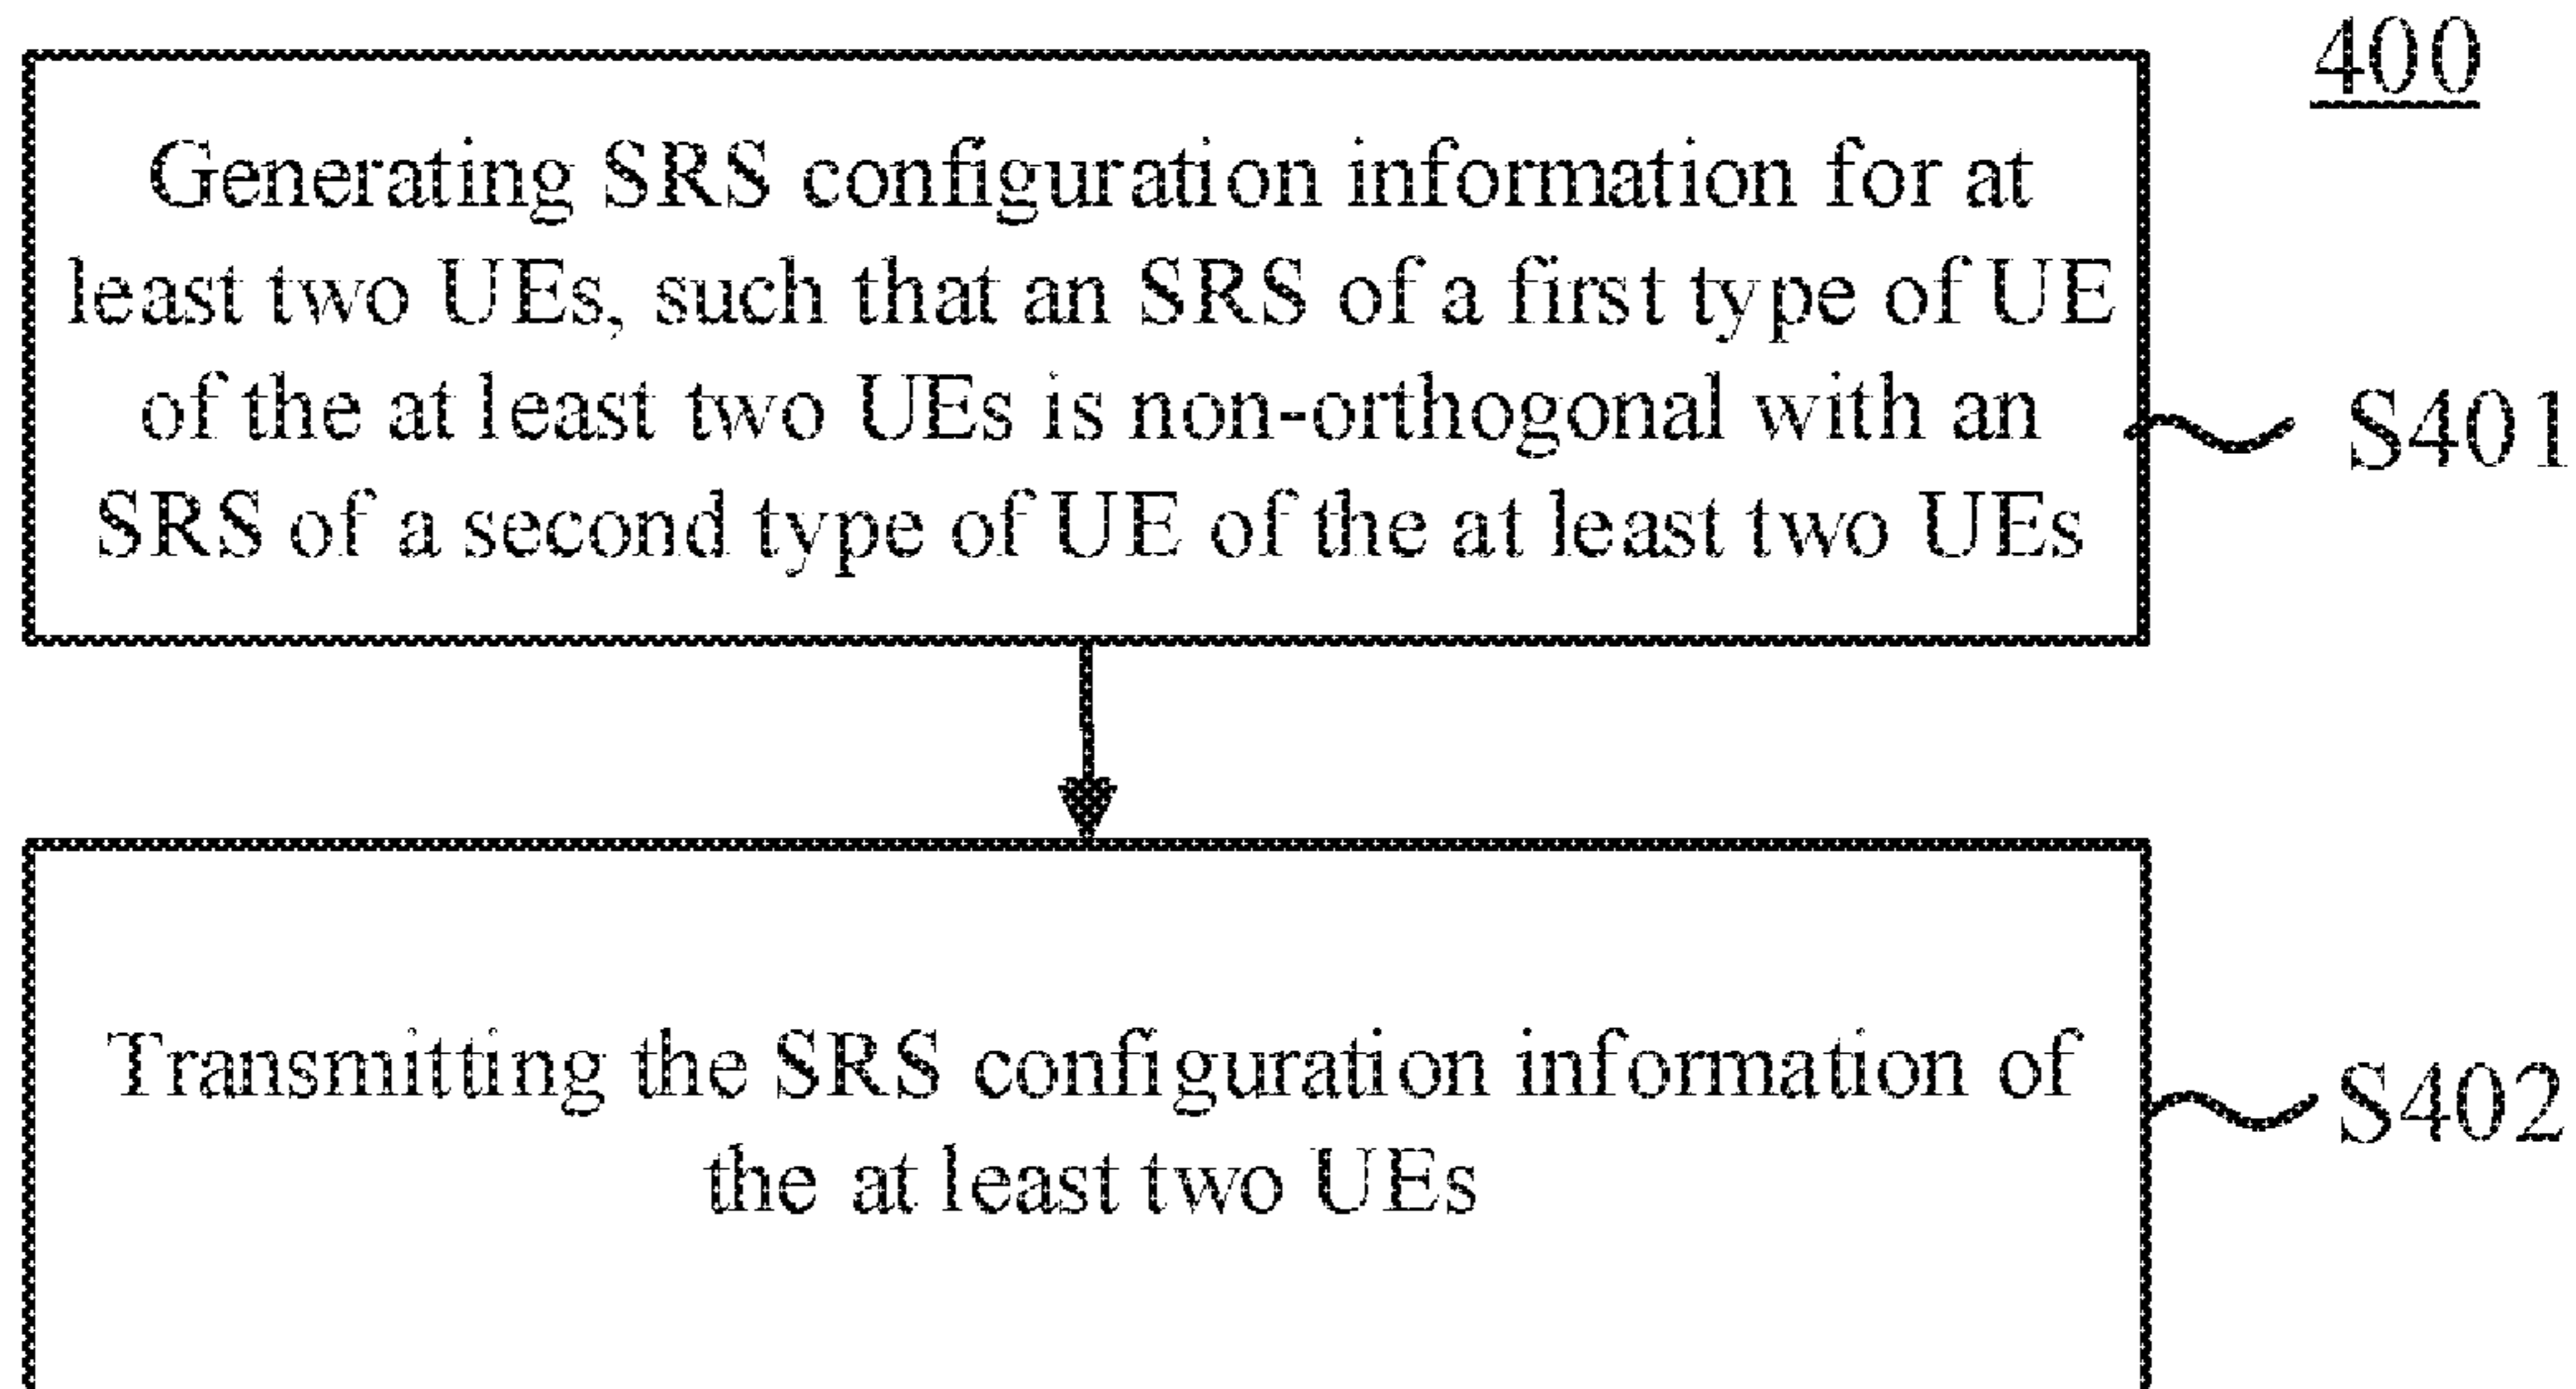 400
Generating SRS configuration information for at
least two UEs, such that an SRS of a first type of UE
of the at least two UEs is non-orthogonal with an
SRS of a second type of UE of the at least two UEs
S401
Transmitting the SRS configuration information of
the at least two UEs
S402